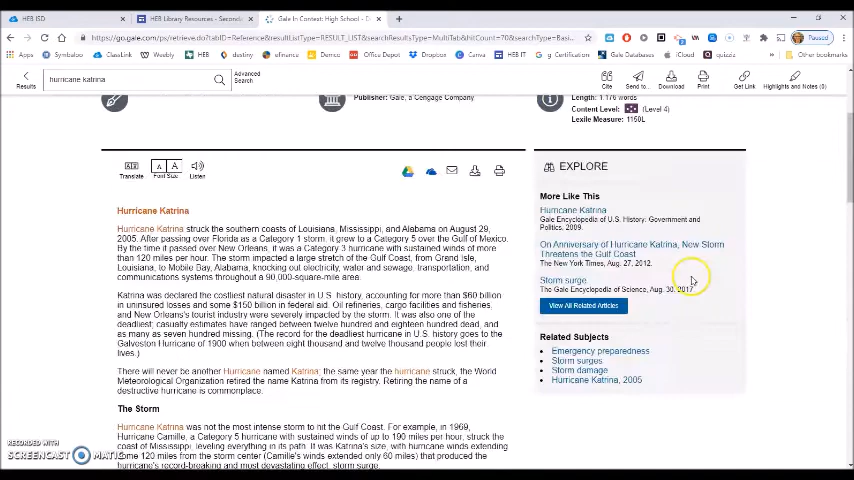 HEB ISD
HEB Library Resources - Second
Gale In Context: High School - D
https://go.gale.com/ps/retrieve.do?tabID=Reference&resultListType=RESULT_LIST&searchResultsType=MultiTab&hitCount=70&searchType=Basi...
Paused
Apps
Symbaloo
ClassLink
Weebly
HEB
destiny
efinance
Demco
Office Depot
Dropbox
Canva
HEB IT
g Certification
Gale Databases
iCloud
quizziz
Other bookmarks
Results
hurricane katrina
Advanced
Search
Cite
Send to...
Download
Print
Get Link
Highlights and Notes (0)
Publisher: Gale, a Cengage Company
Length: 1,176 words
Content Level: (Level 4)
Lexile Measure: 1150L
Translate
Font Size
Listen
EXPLORE
Hurricane Katrina
Hurricane Katrina struck the southern coasts of Louisiana, Mississippi, and Alabama on August 29,
2005. After passing over Florida as a Category 1 storm, it grew to a Category 5 over the Gulf of Mexico.
By the time it passed over New Orleans, it was a Category 3 hurricane with sustained winds of more
than 120 miles per hour. The storm impacted a large stretch of the Gulf Coast, from Grand Isle,
Louisiana, to Mobile Bay, Alabama, knocking out electricity, water and sewage, transportation, and
communications systems throughout a 90,000-square-mile area.
Katrina was declared the costliest natural disaster in U.S. history, accounting for more than $60 billion
in uninsured losses and some $150 billion in federal aid. Oil refineries, cargo facilities and fisheries,
and New Orleans's tourist industry were severely impacted by the storm. It was also one of the
deadliest; casualty estimates have ranged between twelve hundred and eighteen hundred dead, and
as many as seven hundred missing. (The record for the deadliest hurricane in U.S. history goes to the
Galveston Hurricane of 1900 when between eight thousand and twelve thousand people lost their
lives.)
There will never be another Hurricane named Katrina; the same year the hurricane struck, the World
Meteorological Organization retired the name Katrina from its registry. Retiring the name of a
destructive hurricane is commonplace.
The Storm
Hurricane Katrina was not the most intense storm to hit the Gulf Coast. For example, in 1969,
Hurricane Camille, a Category 5 hurricane with sustained winds of up to 190 miles per hour, struck the
coast of Mississippi, leveling everything in its path. It was Katrina's size, with hurricane winds extending
some 120 miles from the storm center (Camille's winds extended only 60 miles) that produced the
hurricane's record-breaking and most devastating effect, storm surge.
More Like This
Hurricane Katrina
Gale Encyclopedia of U.S. History: Government and
Politics, 2009.
On Anniversary of Hurricane Katrina, New Storm
Threatens the Gulf Coast
The New York Times, Aug. 27, 2012.
Storm surge
The Gale Encyclopedia of Science, Aug. 30, 2017
View All Related Articles
Related Subjects
Emergency preparedness
Storm surges
Storm damage
Hurricane Katrina, 2005
RECORDED WITH
SCREENCAST MATIC